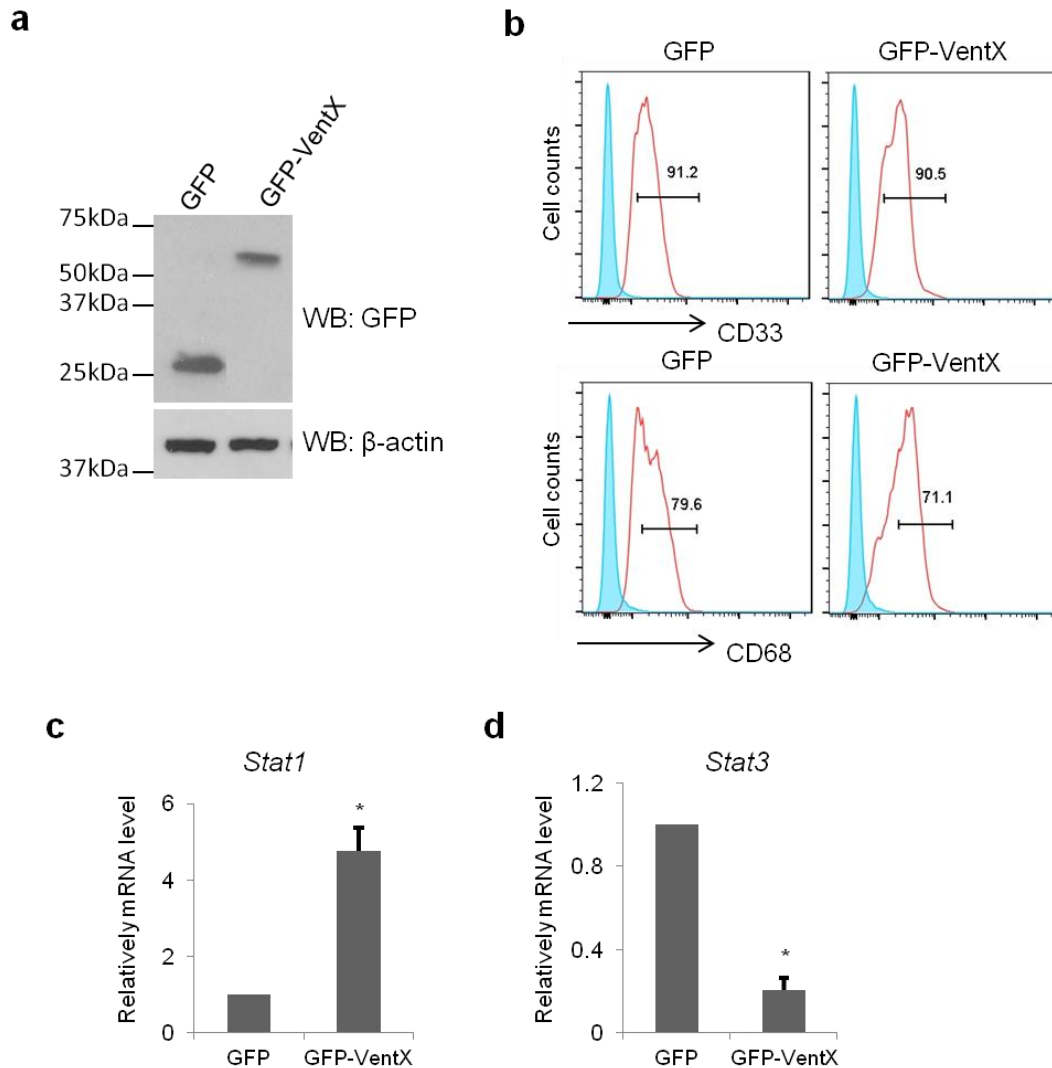 a
GFP
GFP-VentX
75kDa
50kDa
37kDa
25kDa
WB: GFP
37kDa
WB: β-actin
b
GFP
GFP-VentX
Cell counts
91.2
90.5
CD33
GFP
GFP-VentX
Cell counts
79.6
71.1
CD68
c
Stat1
Relatively mRNA level
6
4
2
0
*
GFP
GFP-VentX
d
Stat3
Relatively mRNA level
1.2
0.8
0.4
0
*
GFP
GFP-VentX